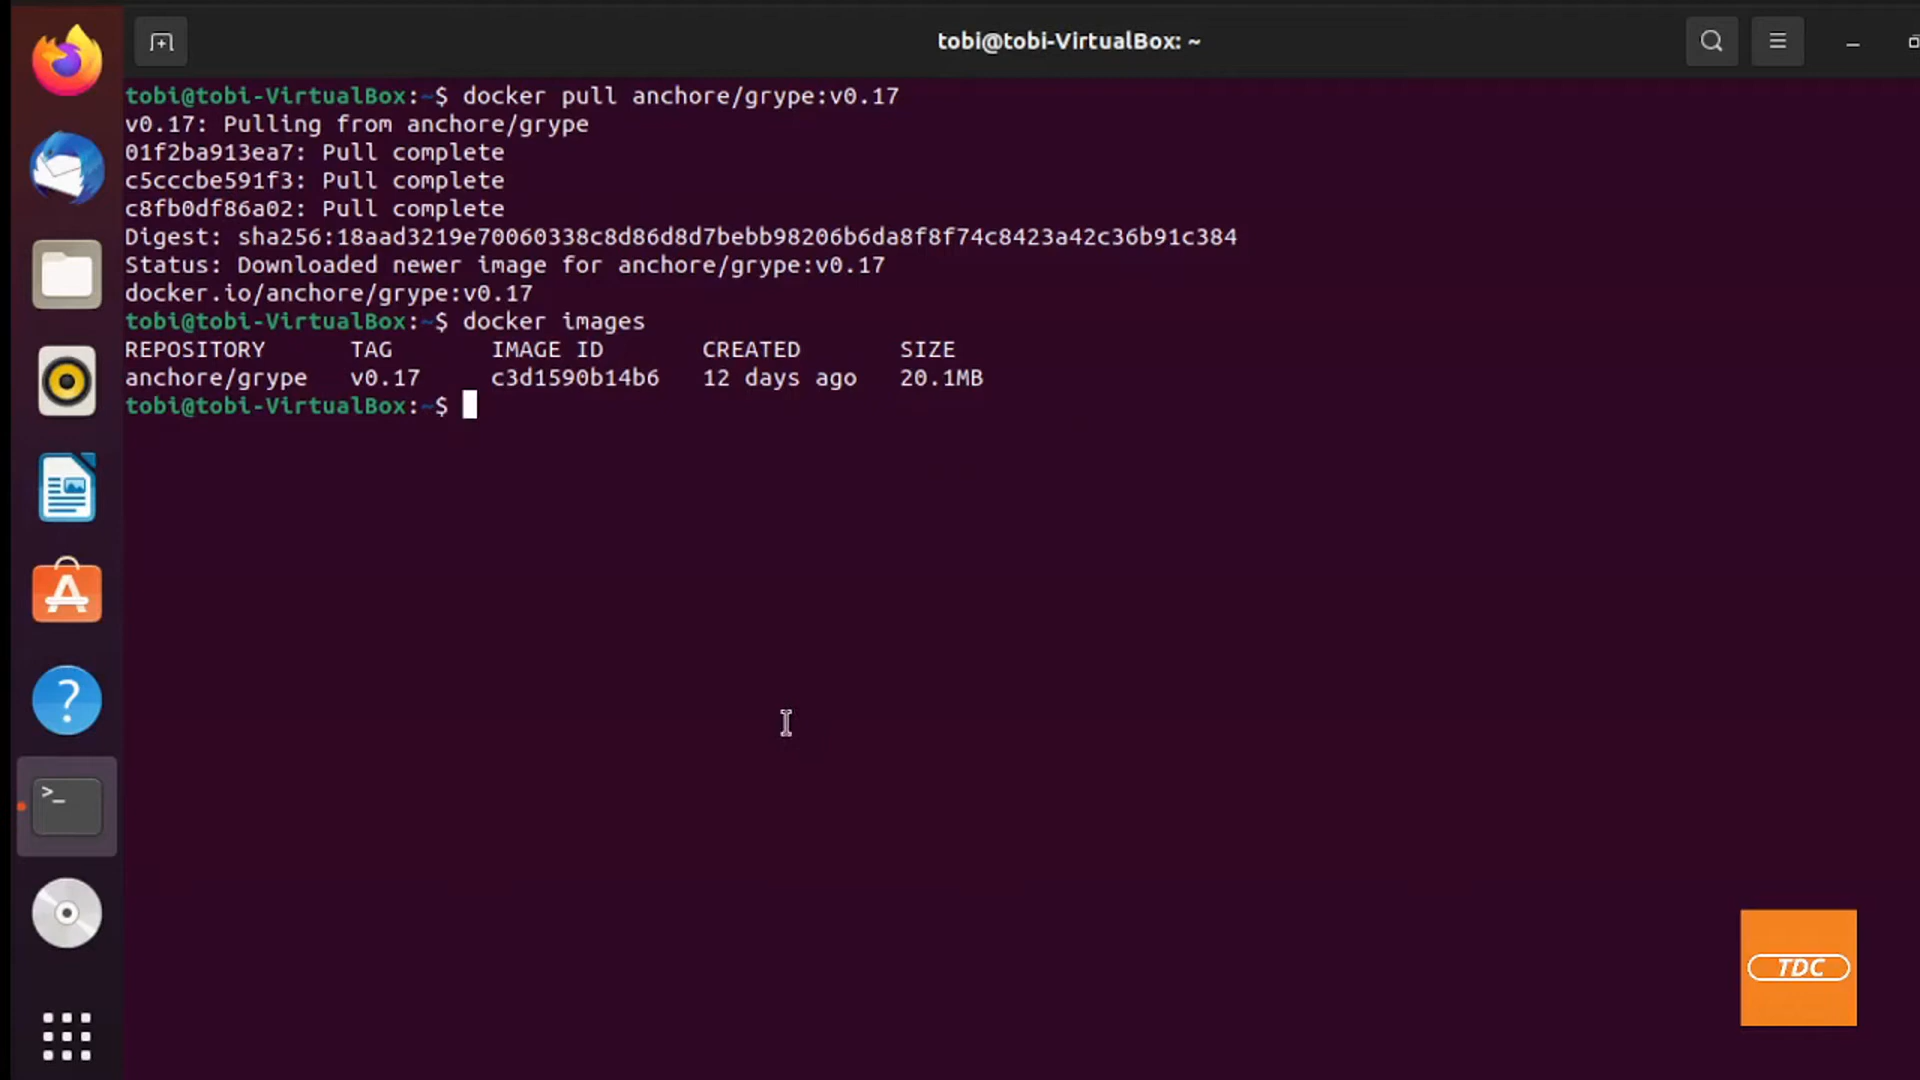 tobi@tobi-VirtualBox: ~
tobi@tobi-VirtualBox:~$ docker pull anchore/grype:v0.17
v0.17: Pulling from anchore/grype
01f2ba913ea7: Pull complete
c5cccbe591f3: Pull complete
c8fb0df86a02: Pull complete
Digest: sha256:18aad3219e70060338c8d86d8d7bebb98206b6da8f8f74c8423a42c36b91c384
Status: Downloaded newer image for anchore/grype:v0.17
docker.io/anchore/grype:v0.17
tobi@tobi-VirtualBox:~$ docker images
REPOSITORY TAG IMAGE ID CREATED SIZE
anchore/grype v0.17 c3d1590b14b6 12 days ago 20.1MB
tobi@tobi-VirtualBox:~$
TDC